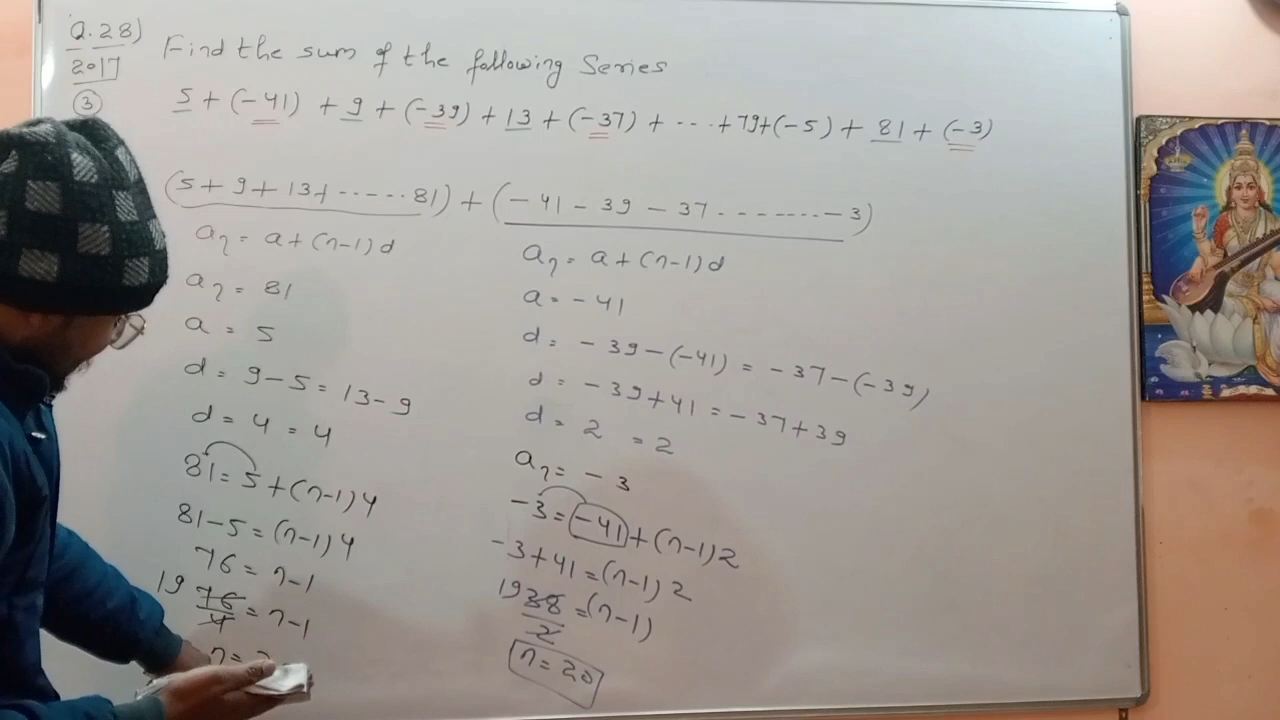 Q.28)
2017
3
Find the sum of the following Series
5 + (-41) + 9 + (-39) + 13 + (-37) + ... + 79+(-5) + 81 + (-3)
(5 + 9 + 13 + ...... 81) + (-41 - 39 - 37 ....... - 3)
an = a + (n-1)d
an = 81
a = 5
d = 9-5 = 13-9
d = 4 = 4
81 = 5 + (n-1)4
81-5 = (n-1)4
76 = n-1
19 76/4 = n-1
n =
an = a + (n-1)d
a = -41
d = -39-(-41) = -37-(-39)
d = -39+41 = -37+39
d = 2 = 2
an = -3
-3 = -41 + (n-1)2
-3+41 = (n-1)2
19 38/2 = (n-1)
n = 20